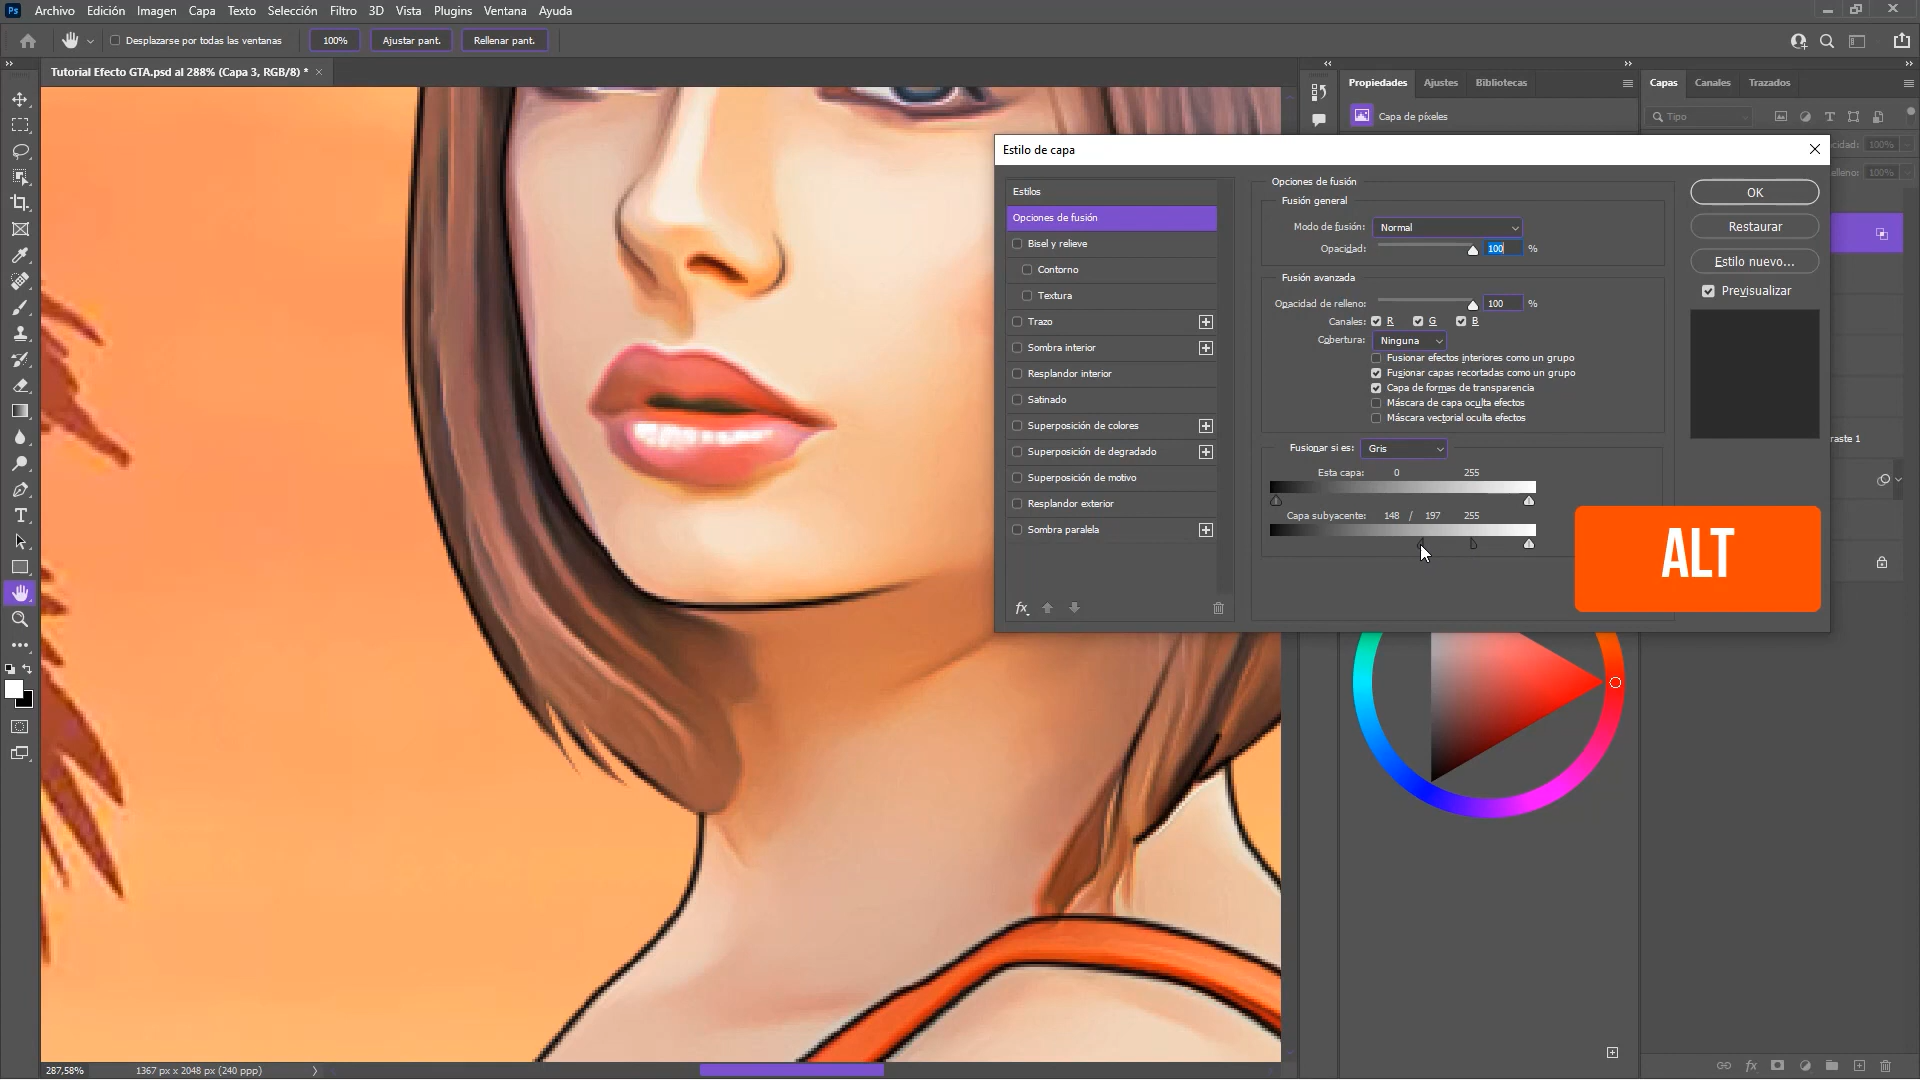 Ps Archivo Edición Imagen Capa Texto Selección Filtro 3D Vista Plugins Ventana Ayuda
Desplazarse por todas las ventanas 100% Ajustar pant. Rellenar pant.
Tutorial Efecto GTA.psd al 288% (Capa 3, RGB/8) * ×
Propiedades Ajustes Bibliotecas
Capas Canales Trazados
Capa de píxeles
Tipo
cidad: 100%
elleno: 100%
raste 1
Estilo de capa
Estilos
Opciones de fusión
Bisel y relieve
Contorno
Textura
Trazo
Sombra interior
Resplandor interior
Satinado
Superposición de colores
Superposición de degradado
Superposición de motivo
Resplandor exterior
Sombra paralela
fx
Opciones de fusión
Fusión general
Modo de fusión: Normal
Opacidad: 100 %
Fusión avanzada
Opacidad de relleno: 100 %
Canales: R G B
Cobertura: Ninguna
Fusionar efectos interiores como un grupo
Fusionar capas recortadas como un grupo
Capa de formas de transparencia
Máscara de capa oculta efectos
Máscara vectorial oculta efectos
Fusionar si es: Gris
Esta capa: 0 255
Capa subyacente: 148 / 197 255
OK
Restaurar
Estilo nuevo...
Previsualizar
ALT
287,58% 1367 px x 2048 px (240 ppp)
fx